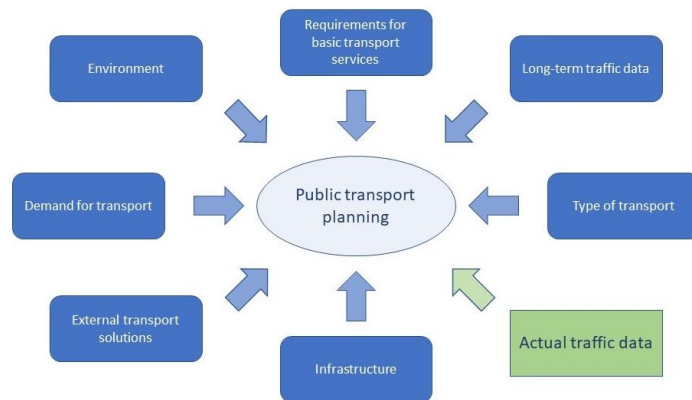 Requirements for
basic transport
services
Environment
Long-term traffic data
Demand for transport
Public transport
planning
Type of transport
External transport
solutions
Infrastructure
Actual traffic data